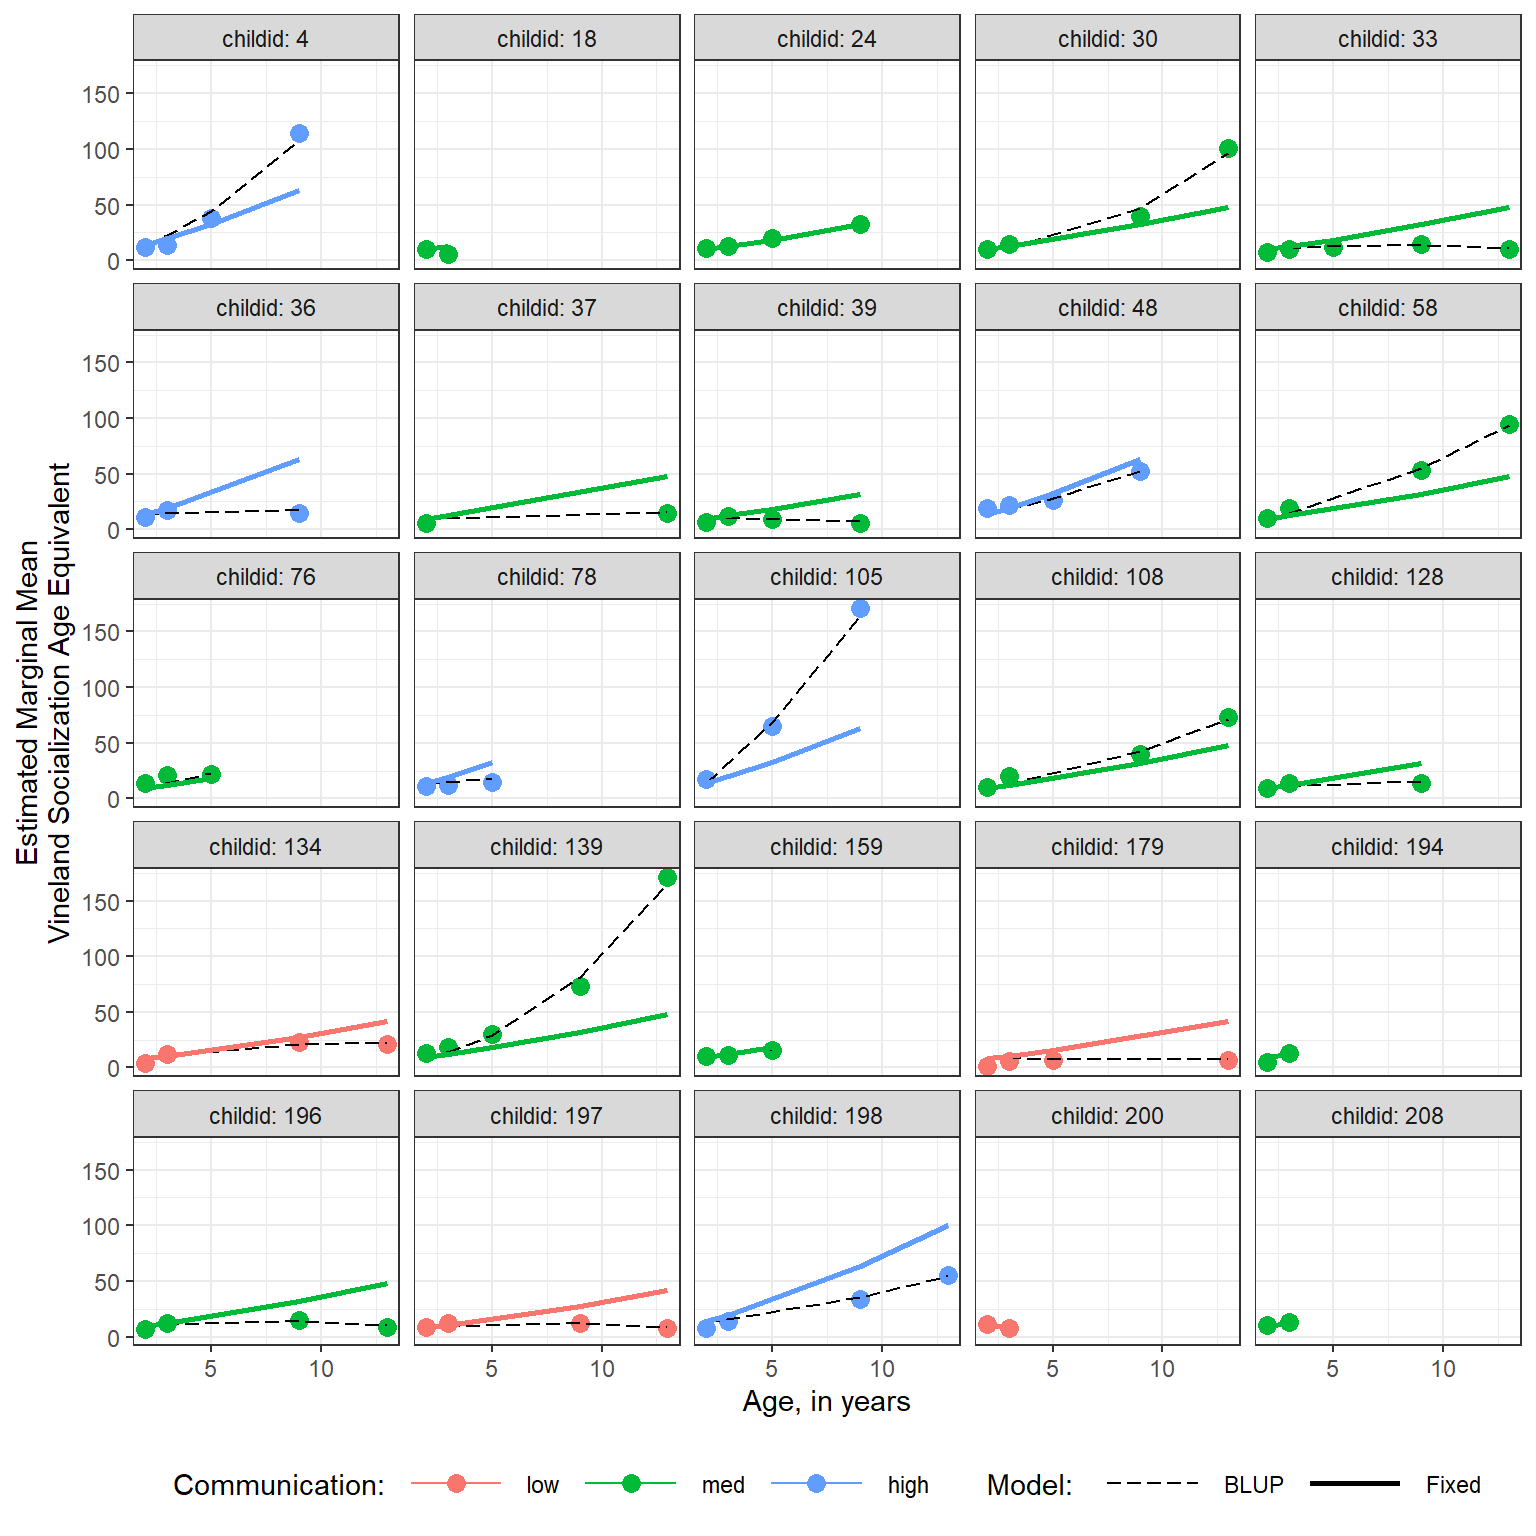 childid: 4
childid: 18
childid: 24
childid: 30
childid: 33
150
100
50
0
childid: 36
childid: 37
childid: 39
childid: 48
childid: 58
150
100
50
0
childid: 76
childid: 78
childid: 105
childid: 108
childid: 128
150
100
50
0
childid: 134
childid: 139
childid: 159
childid: 179
childid: 194
150
100
50
0
childid: 196
childid: 197
childid: 198
childid: 200
childid: 208
150
100
50
0
5 10
5 10
5 10
5 10
5 10
Estimated Marginal Mean
Vineland Socialization Age Equivalent
Age, in years
Communication: low med high Model: BLUP Fixed